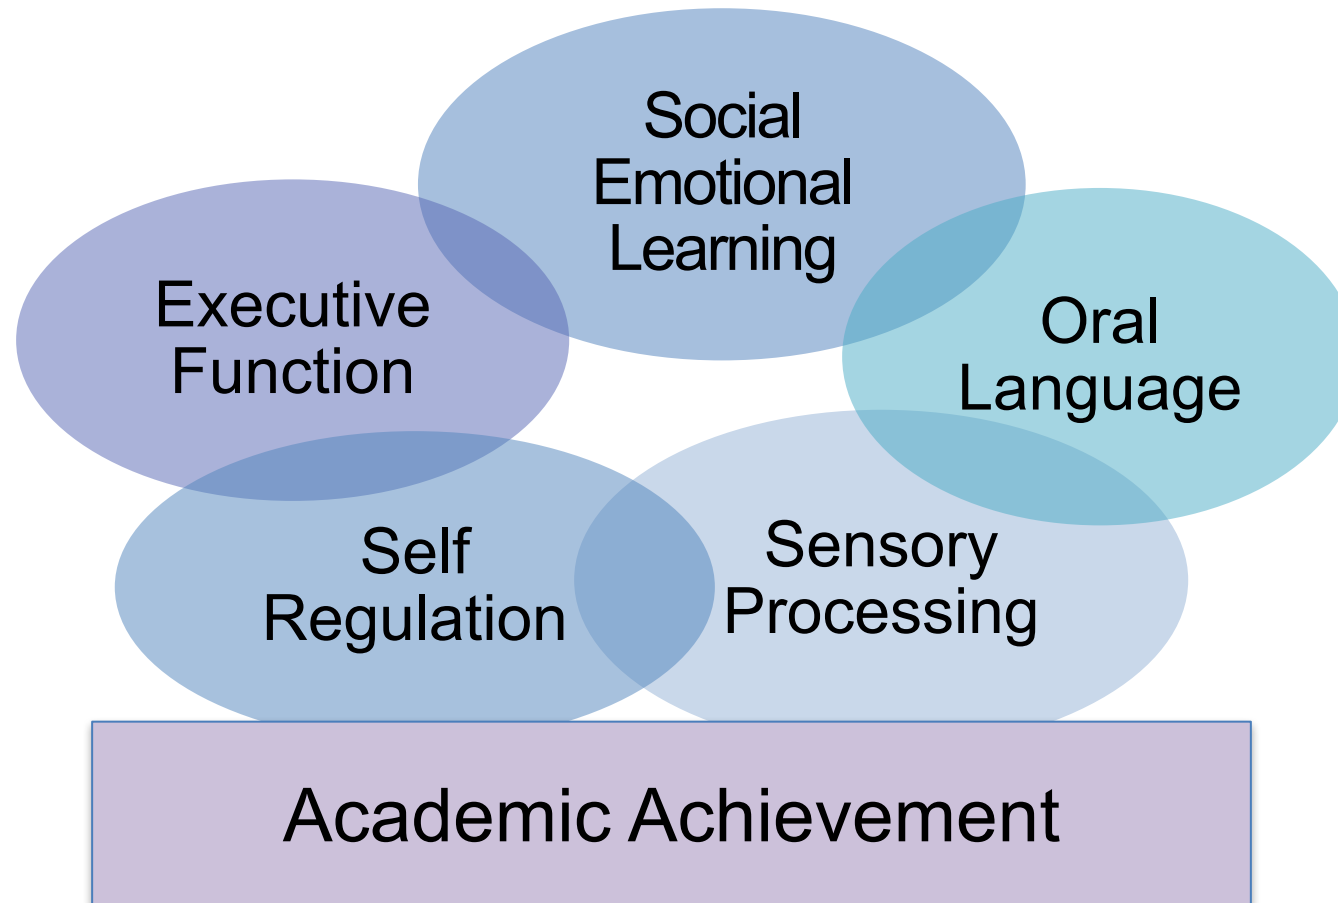 Social
Emotional
Learning
Executive
Function
Oral
Language
Self
Regulation
Sensory
Processing
Academic Achievement